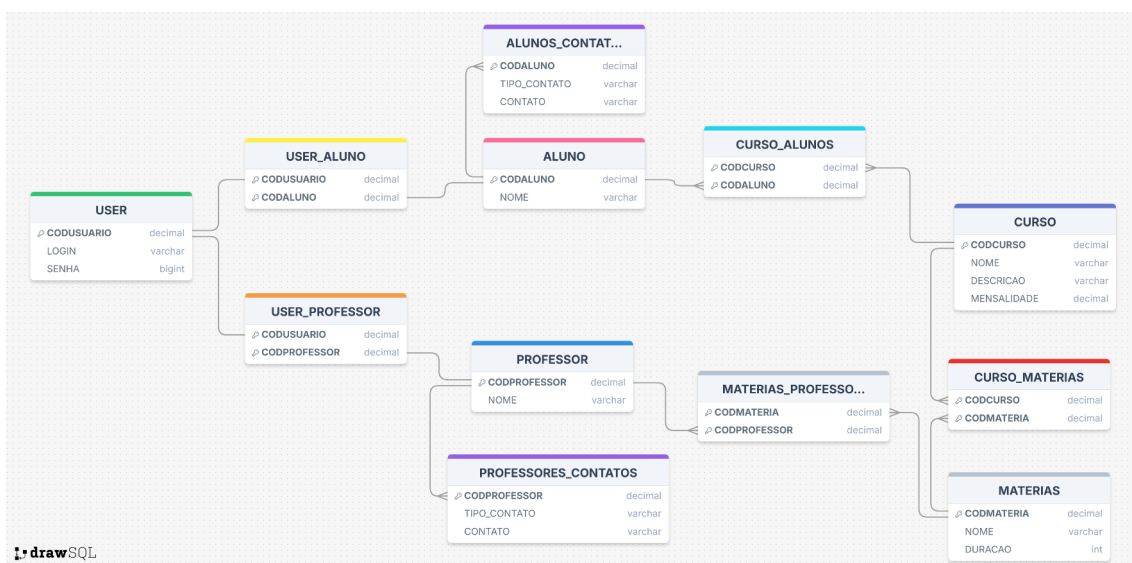 ALUNOS_CONTAT...
CODALUNO decimal
TIPO_CONTATO varchar
CONTATO varchar
USER_ALUNO
CODUSUARIO decimal
CODALUNO decimal
ALUNO
CODALUNO decimal
NOME varchar
CURSO_ALUNOS
CODCURSO decimal
CODALUNO decimal
USER
CODUSUARIO decimal
LOGIN varchar
SENHA bigint
CURSO
CODCURSO decimal
NOME varchar
DESCRICAO varchar
MENSALIDADE decimal
USER_PROFESSOR
CODUSUARIO decimal
CODPROFESSOR decimal
PROFESSOR
CODPROFESSOR decimal
NOME varchar
MATERIAS_PROFESSO...
CODMATERIA decimal
CODPROFESSOR decimal
CURSO_MATERIAS
CODCURSO decimal
CODMATERIA decimal
PROFESSORES_CONTATOS
CODPROFESSOR decimal
TIPO_CONTATO varchar
CONTATO varchar
MATERIAS
CODMATERIA decimal
NOME varchar
DURACAO int
drawSQL